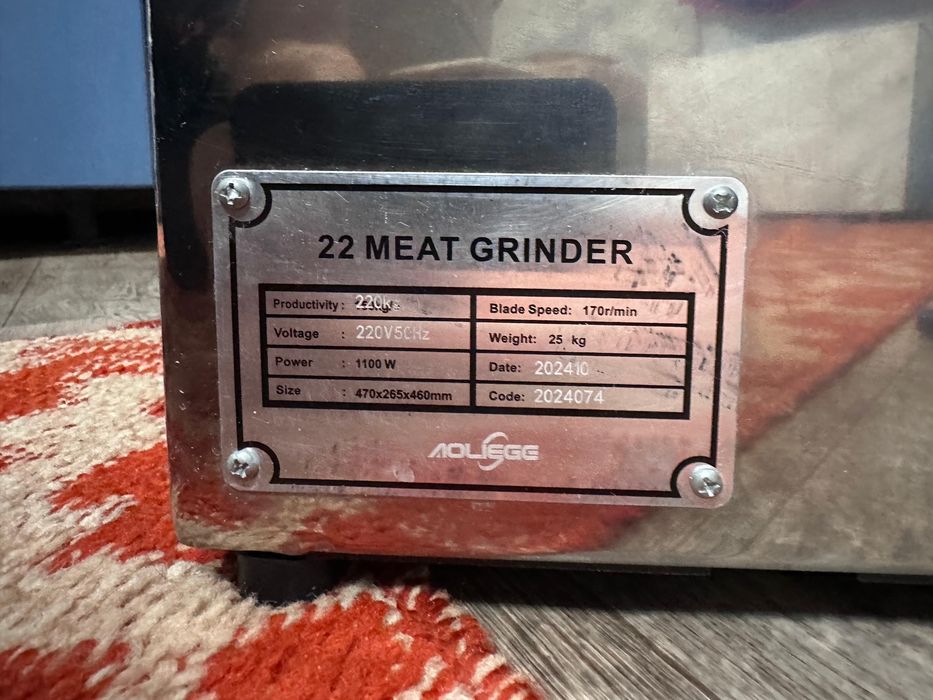 22 MEAT GRINDER
Productivity : 220k
Voltage : 220V50Hz
Power : 1100 W
Size : 470x265x460mm
Blade Speed: 170r/min
Weight: 25 kg
Date: 202410
Code: 2024074
AOLIEGE